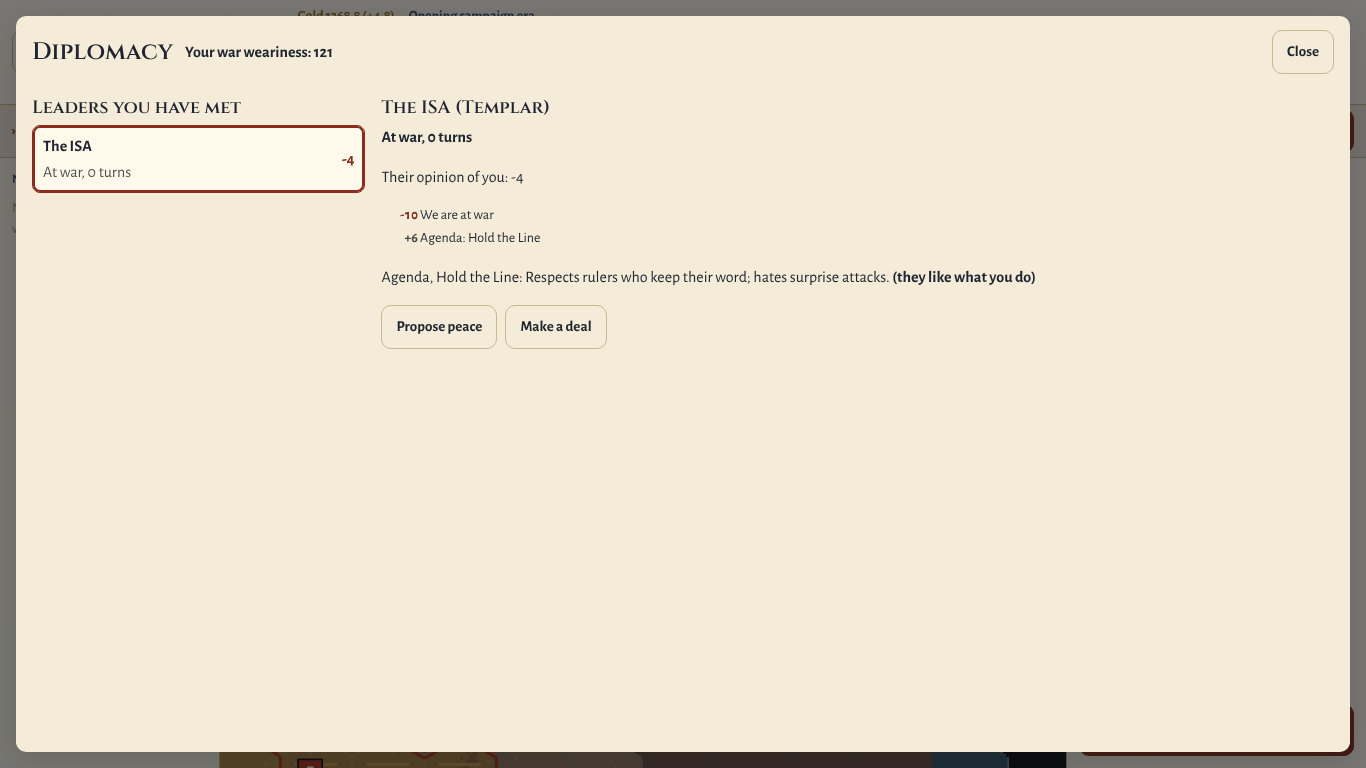 Diplomacy Your war weariness: 121
Close
Leaders you have met
The ISA
At war, 0 turns
-4
The ISA (Templar)
At war, 0 turns
Their opinion of you: -4
-10 We are at war
+6 Agenda: Hold the Line
Agenda, Hold the Line: Respects rulers who keep their word; hates surprise attacks. (they like what you do)
Propose peace
Make a deal